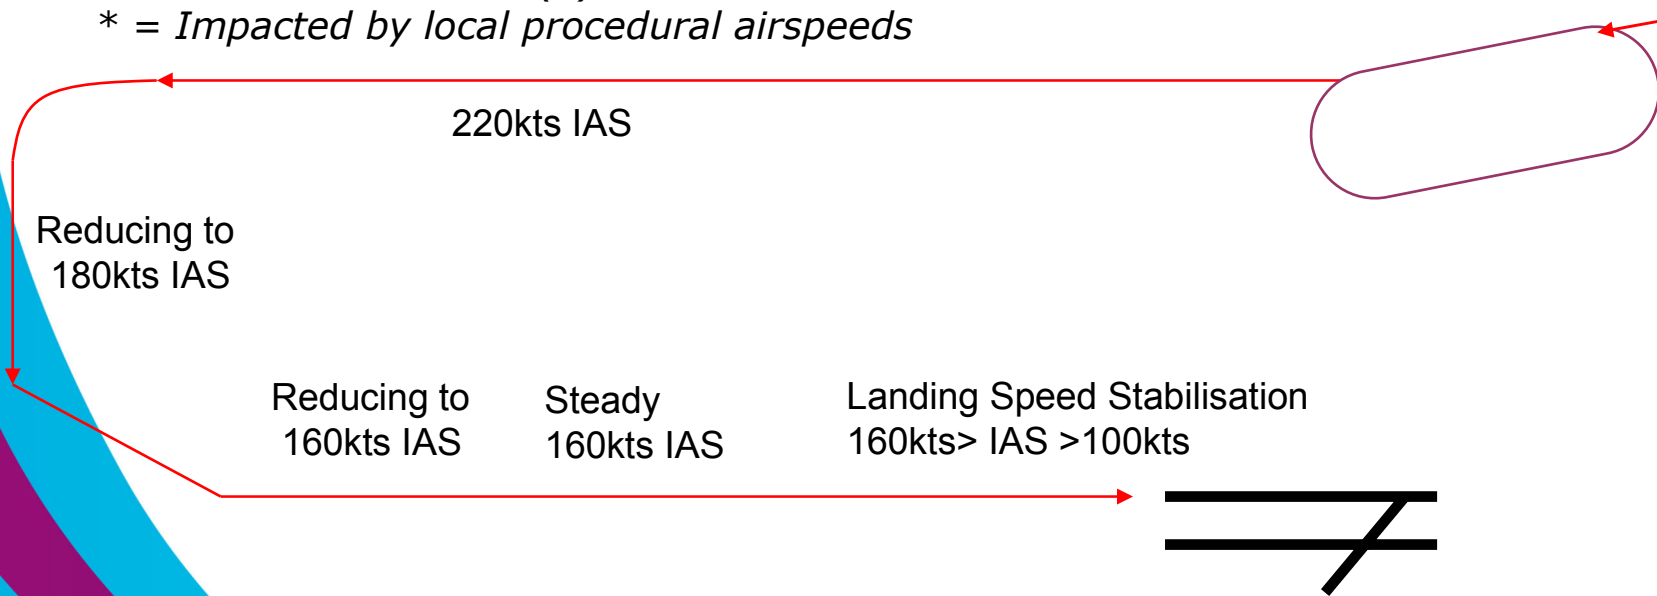 * = Impacted by local procedural airspeeds
220kts IAS
Reducing to
180kts IAS
Reducing to
160kts IAS
Steady
160kts IAS
Landing Speed Stabilisation
160kts> IAS >100kts